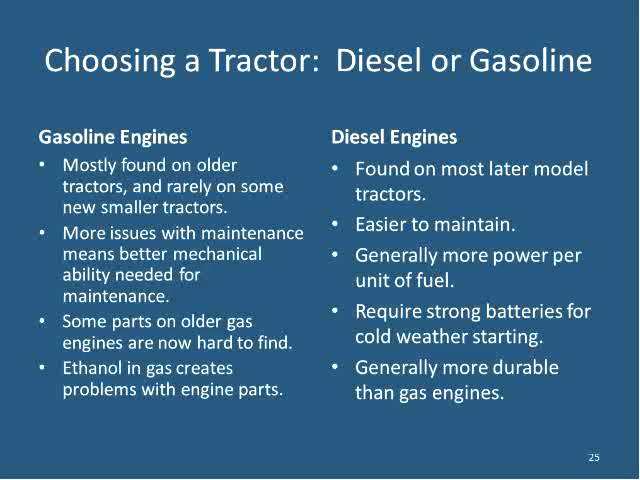 Choosing a Tractor:  Diesel or Gasoline
Gasoline Engines
• Mostly found on older
tractors, and rarely on some
new smaller tractors.
• More issues with maintenance
means better mechanical
ability needed for
maintenance.
• Some parts on older gas
engines are now hard to find.
• Ethanol in gas creates
problems with engine parts.
Diesel Engines
• Found on most later model
tractors.
• Easier to maintain.
• Generally more power per
unit of fuel.
• Require strong batteries for
cold weather starting.
• Generally more durable
than gas engines.
25